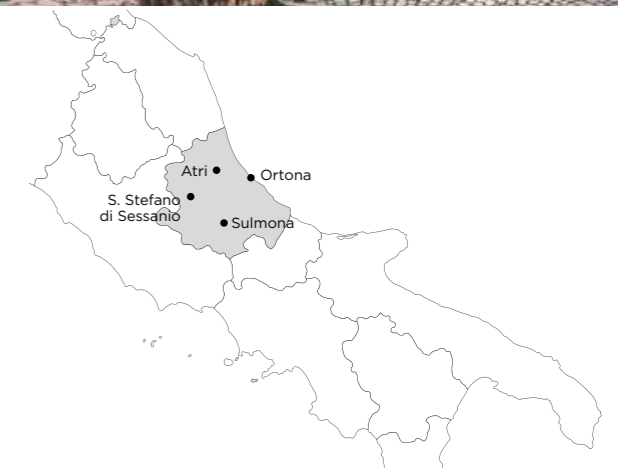 Atri
Ortona
S. Stefano
di Sessanio
Sulmona